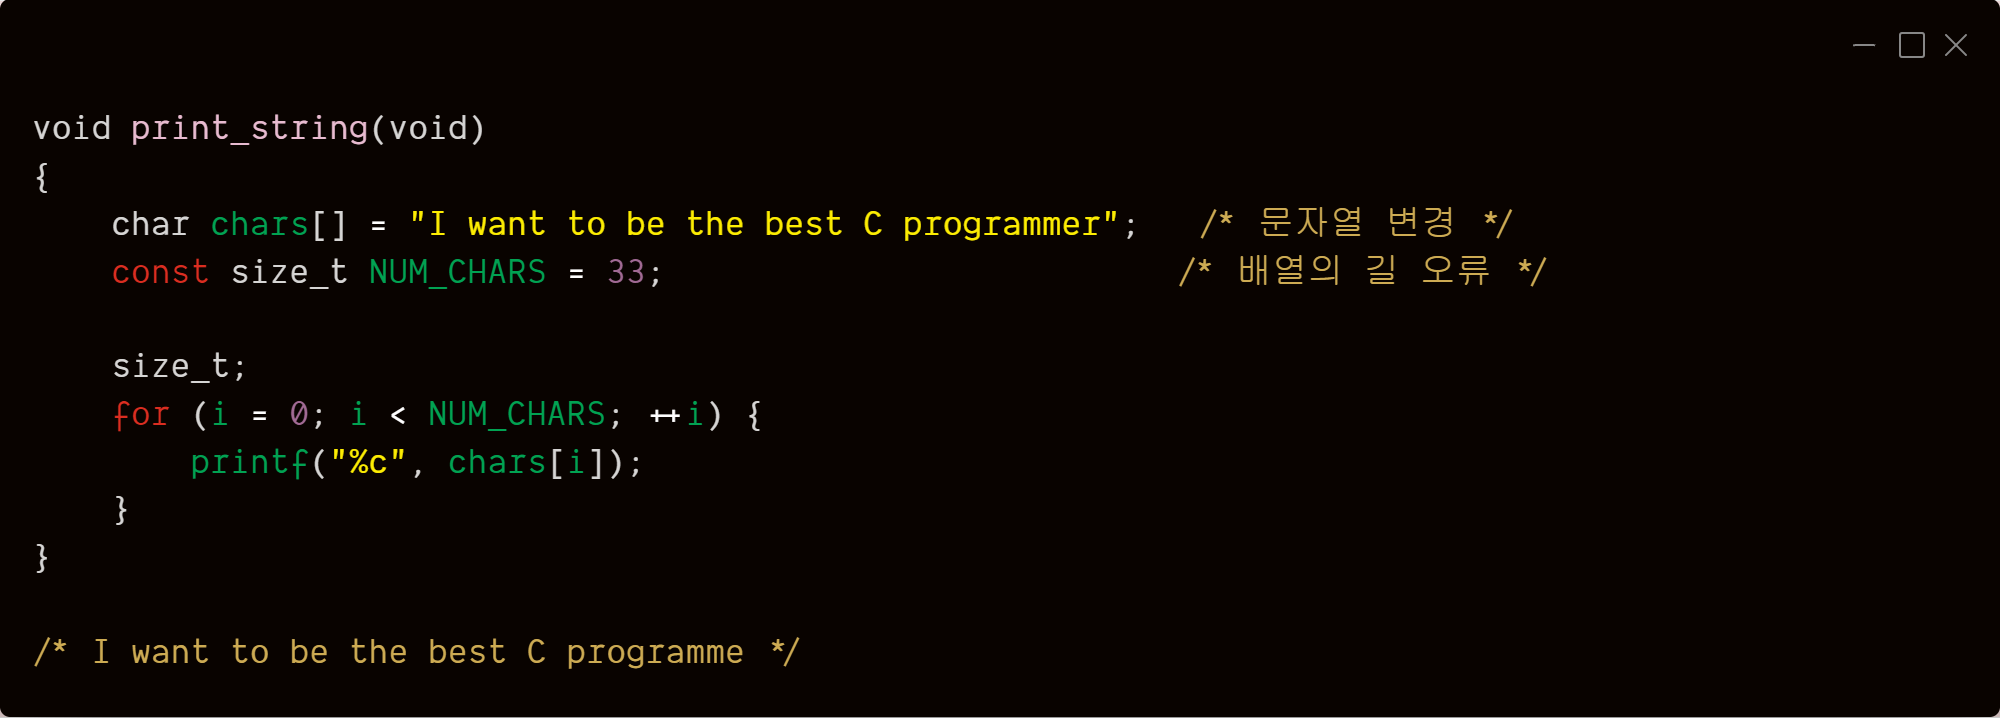 void print_string(void)
{
    char chars[] = "I want to be the best C programmer";   /* 문자열 변경 */
    const size_t NUM_CHARS = 33;                          /* 배열의 길 오류 */

    size_t;
    for (i = 0; i < NUM_CHARS; ++i) {
        printf("%c", chars[i]);
    }
}

/* I want to be the best C programme */